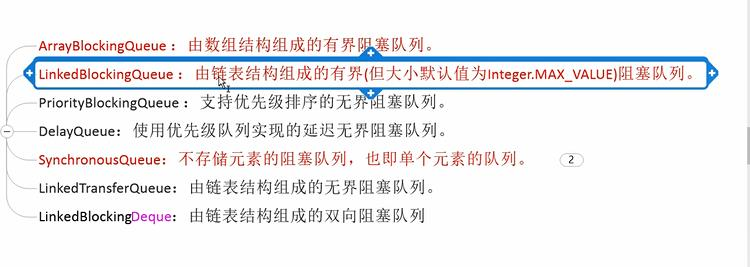 ArrayBlockingQueue：由数组结构组成的有界阻塞队列。
LinkedBlockingQueue：由链表结构组成的有界(但大小默认值为Integer.MAX_VALUE)阻塞队列。
PriorityBlockingQueue：支持优先级排序的无界阻塞队列。
DelayQueue：使用优先级队列实现的延迟无界阻塞队列。
SynchronousQueue：不存储元素的阻塞队列，也即单个元素的队列。 2
LinkedTransferQueue：由链表结构组成的无界阻塞队列。
LinkedBlockingDeque：由链表结构组成的双向阻塞队列